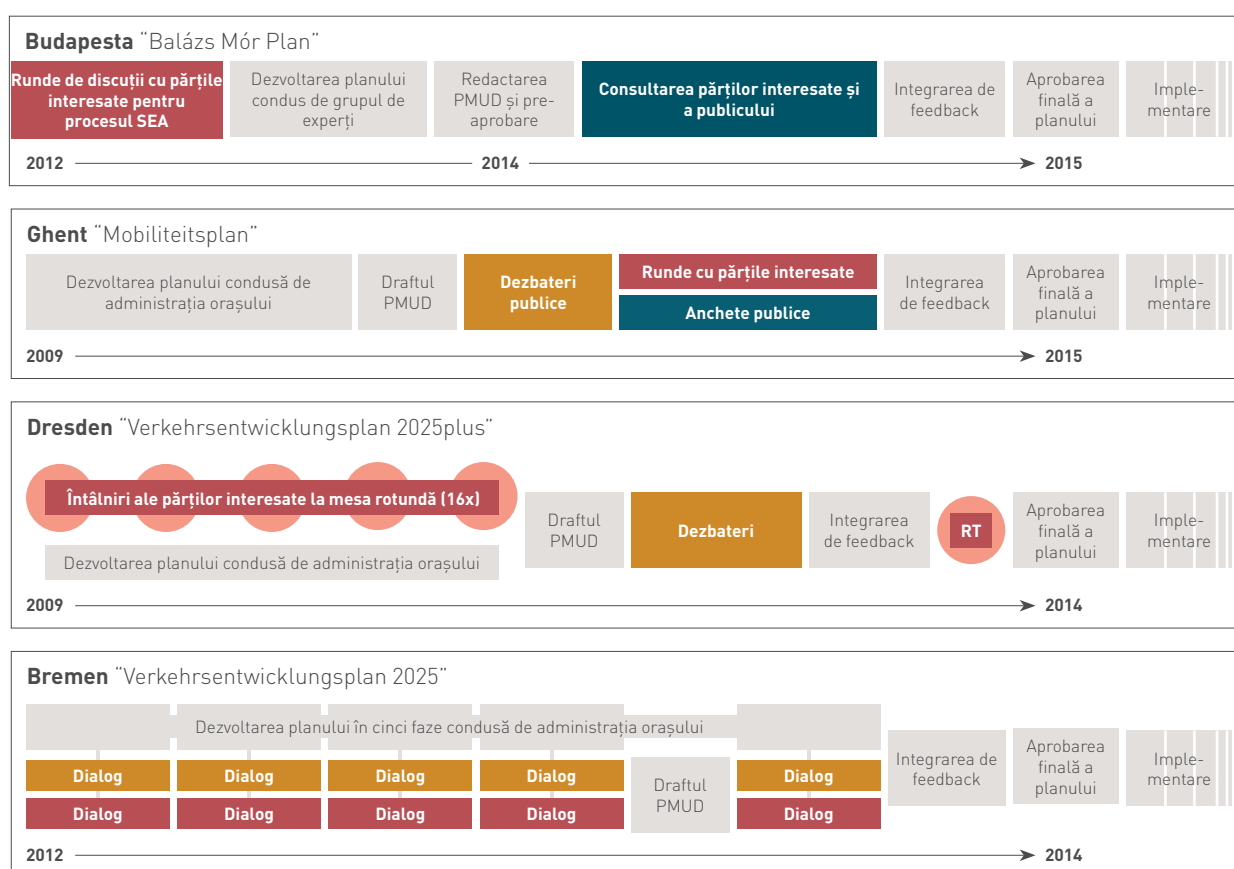 Budapesta “Balázs Mór Plan”
Runde de discuții cu părțile
interesate pentru
procesul SEA
Dezvoltarea planului
condus de grupul de
experți
Redactarea
PMUD și pre-
aprobare
Consultarea părților interesate și
a publicului
Integrarea de
feedback
Aprobarea
finală a
planului
Imple-
mentare
2012
2014
2015
Ghent “Mobiliteitsplan”
Dezvoltarea planului condusă de
administrația orașului
Draftul
PMUD
Dezbateri
publice
Runde cu părțile interesate
Anchete publice
Integrarea
de feedback
Aprobarea
finală a
planului
Imple-
mentare
2009
2015
Dresden “Verkehrsentwicklungsplan 2025plus”
Întâlniri ale părților interesate la mesa rotundă (16x)
Dezvoltarea planului condusă de administrația orașului
Draftul
PMUD
Dezbateri
Integrarea
de feedback
RT
Aprobarea
finală a
planului
Imple-
mentare
2009
2014
Bremen “Verkehrsentwicklungsplan 2025”
Dezvoltarea planului în cinci faze condusă de administrația orașului
Dialog
Dialog
Dialog
Dialog
Dialog
Dialog
Dialog
Dialog
Draftul
PMUD
Dialog
Dialog
Integrarea de
feedback
Aprobarea
finală a
planului
Imple-
mentare
2012
2014